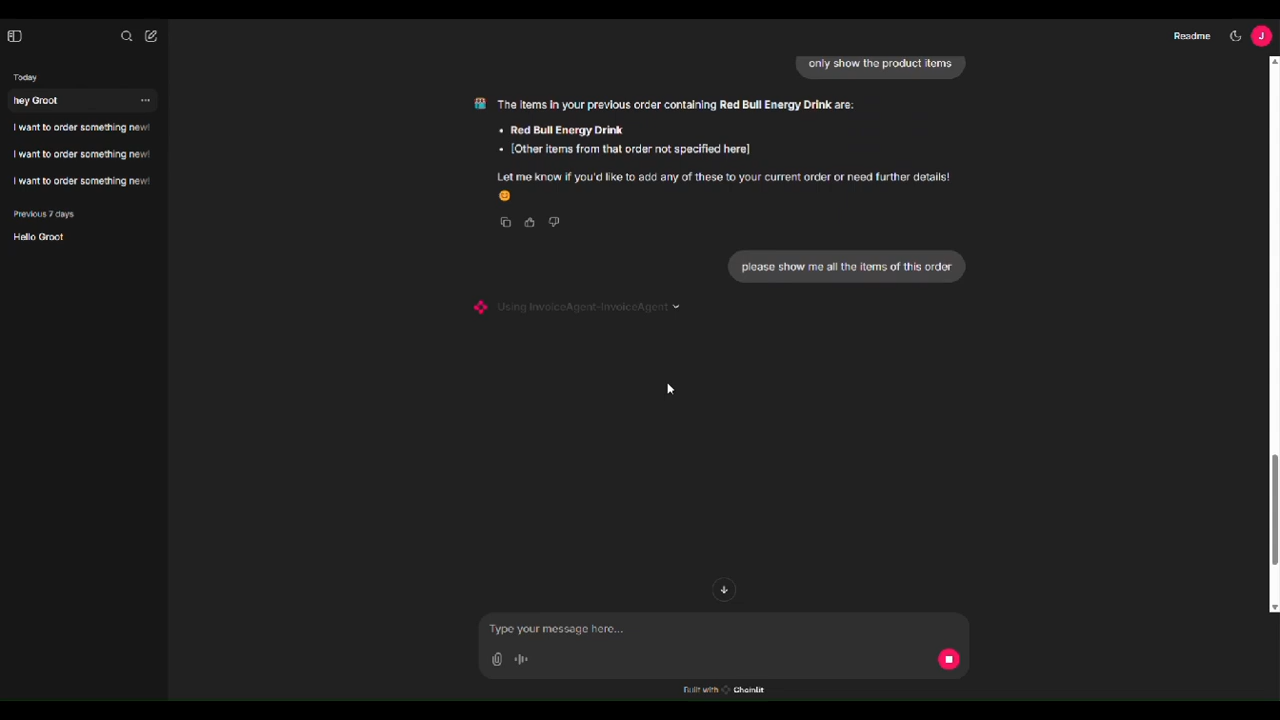 Readme
J
Today
hey Groot
I want to order something new!
I want to order something new!
I want to order something new!
Previous 7 days
Hello Groot
only show the product items
The items in your previous order containing Red Bull Energy Drink are:
• Red Bull Energy Drink
• [Other items from that order not specified here]
Let me know if you'd like to add any of these to your current order or need further details!
😊
please show me all the items of this order
Using InvoiceAgent-InvoiceAgent
Type your message here...
Built with Chainlit